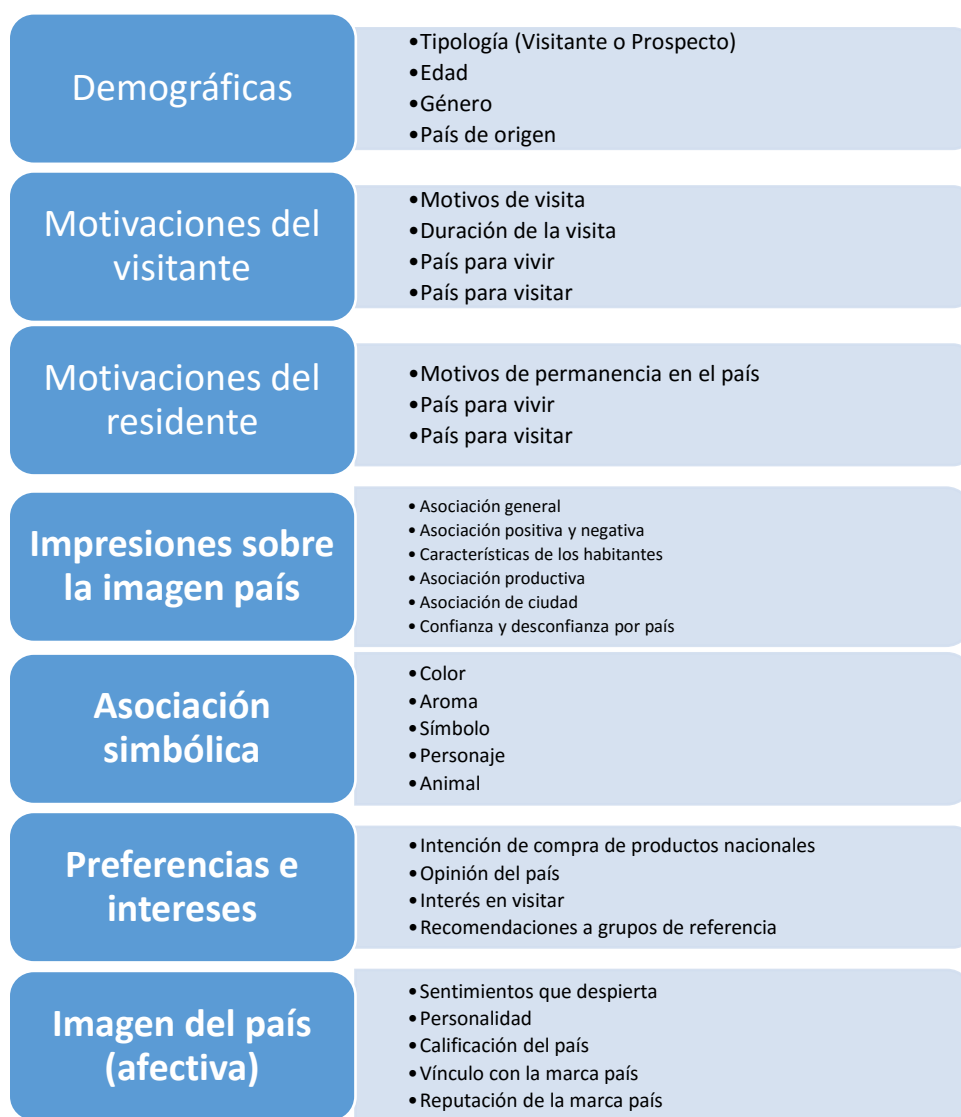 Demográficas
•Tipología (Visitante o Prospecto)
•Edad
•Género
•País de origen
Motivaciones del
visitante
•Motivos de visita
•Duración de la visita
•País para vivir
•País para visitar
Motivaciones del
residente
•Motivos de permanencia en el país
•País para vivir
•País para visitar
Impresiones sobre
la imagen país
•Asociación general
•Asociación positiva y negativa
•Características de los habitantes
•Asociación productiva
•Asociación de ciudad
•Confianza y desconfianza por país
Asociación
simbólica
•Color
•Aroma
•Símbolo
•Personaje
•Animal
Preferencias e
intereses
•Intención de compra de productos nacionales
•Opinión del país
•Interés en visitar
•Recomendaciones a grupos de referencia
Imagen del país
(afectiva)
•Sentimientos que despierta
•Personalidad
•Calificación del país
•Vínculo con la marca país
•Reputación de la marca país